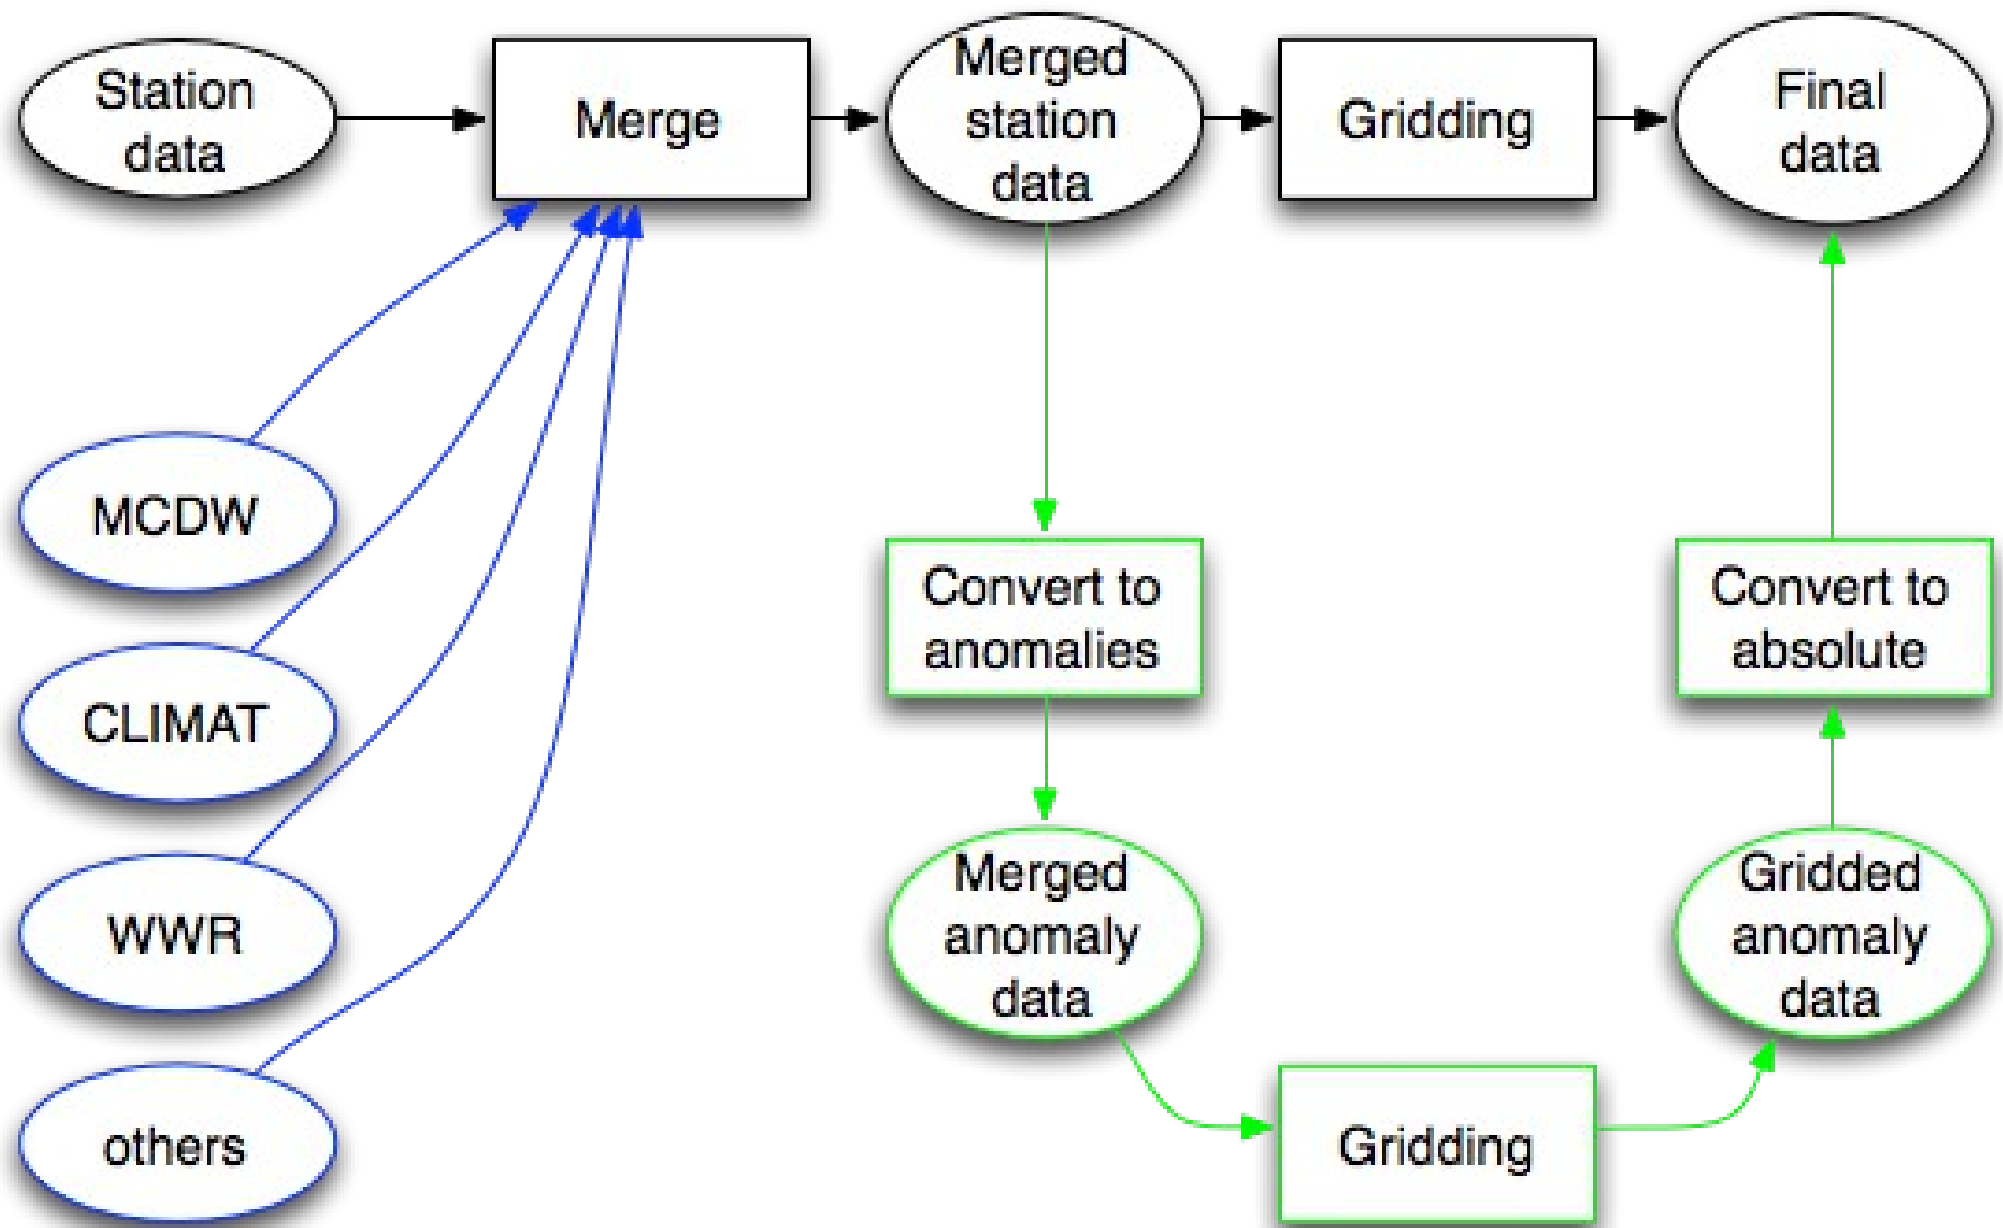 Station
data
Merge
Merged
station
data
Gridding
Final
data
MCDW
CLIMAT
WWR
others
Convert to
anomalies
Merged
anomaly
data
Gridding
Gridded
anomaly
data
Convert to
absolute